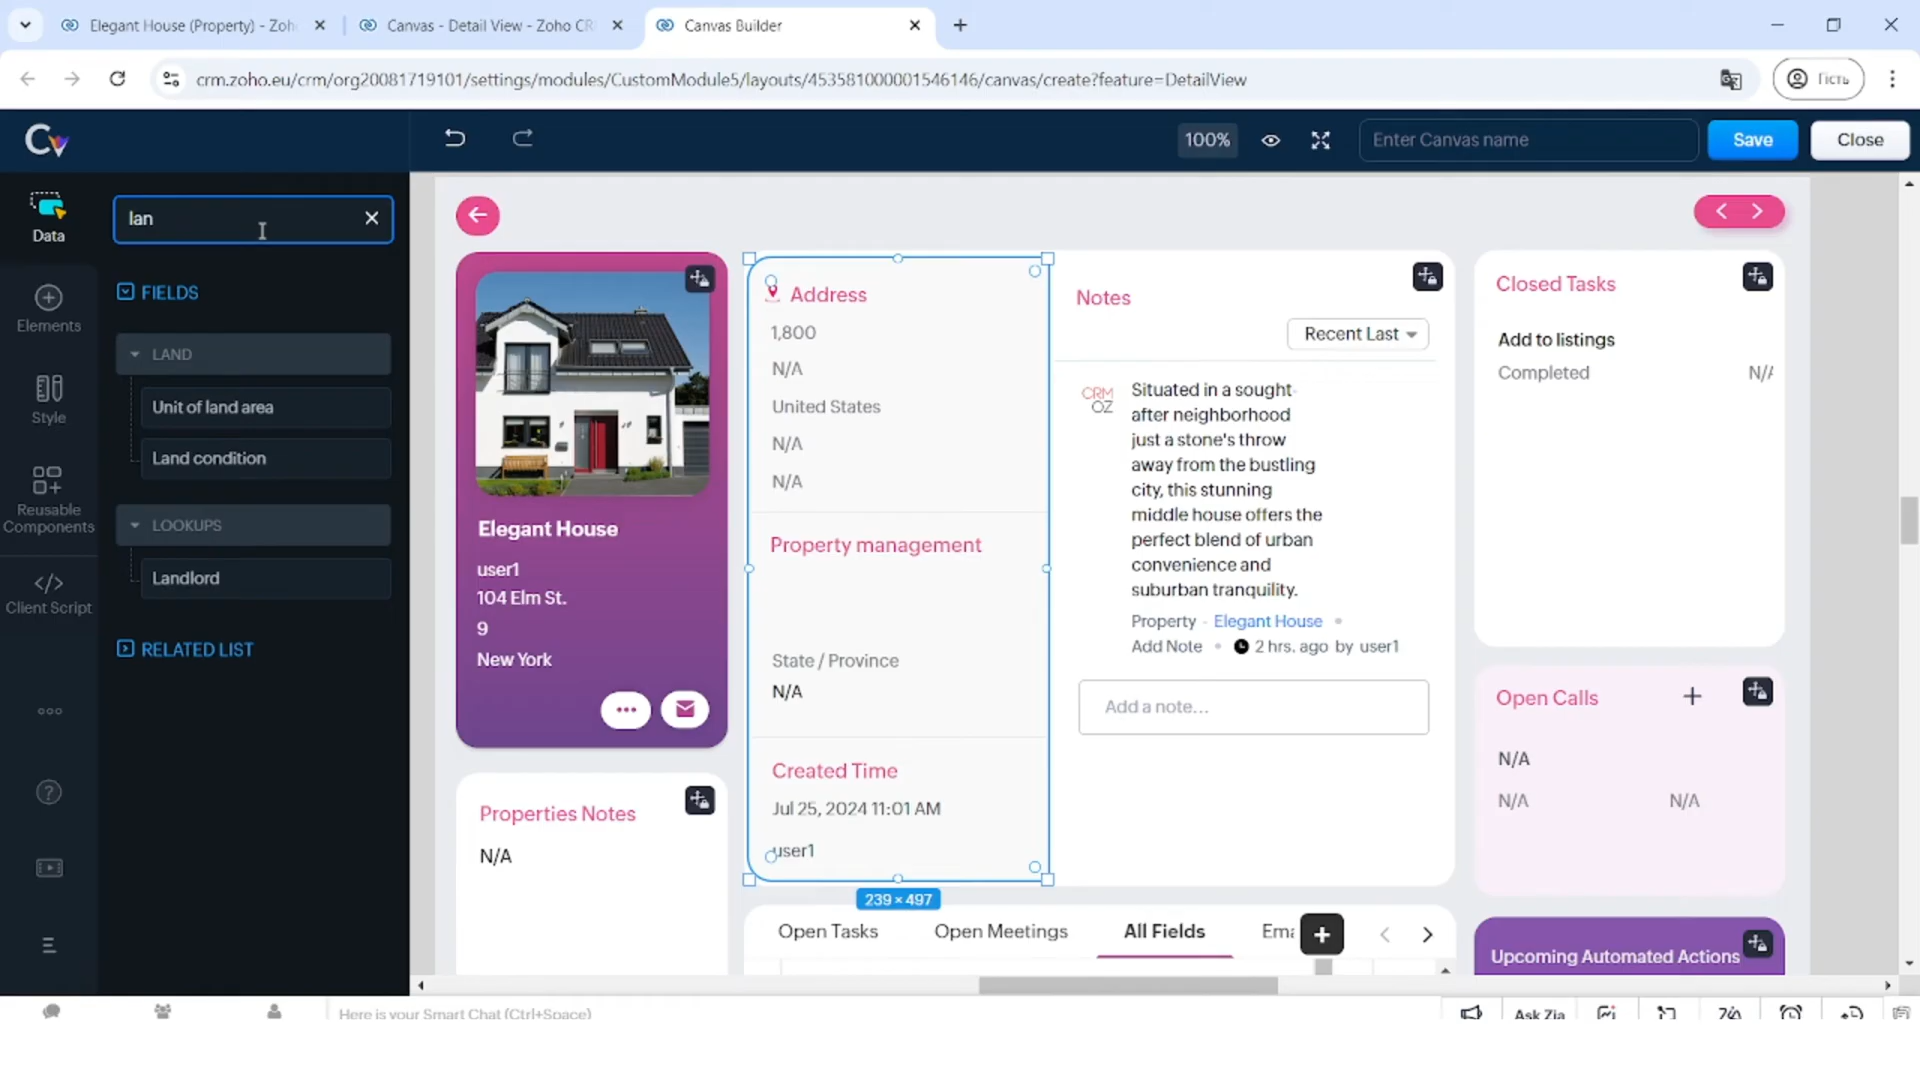 Elegant House (Property) - Zoh
Canvas - Detail View - Zoho CR
Canvas Builder
crm.zoho.eu/crm/org20081719101/settings/modules/CustomModule5/layouts/453581000001546146/canvas/create?feature=DetailView
Гість
Cv
100%
Enter Canvas name
Save
Close
Data
Elements
Style
Reusable
Components
Client Script
lan
FIELDS
LAND
Unit of land area
Land condition
LOOKUPS
Landlord
RELATED LIST
Elegant House
user1
104 Elm St.
9
New York
Properties Notes
N/A
Address
1,800
N/A
United States
N/A
N/A
Property management
State / Province
N/A
Created Time
Jul 25, 2024 11:01 AM
user1
239 × 497
Notes
Recent Last
CRM
OZ
Situated in a sought-
after neighborhood
just a stone's throw
away from the bustling
city, this stunning
middle house offers the
perfect blend of urban
convenience and
suburban tranquility.
Property - Elegant House •
Add Note • 2 hrs. ago by user1
Add a note...
Open Tasks
Open Meetings
All Fields
Ema
Closed Tasks
Add to listings
Completed
N/A
Open Calls
N/A
N/A
N/A
Upcoming Automated Actions
Here is your Smart Chat (Ctrl+Space)
Ask Zia